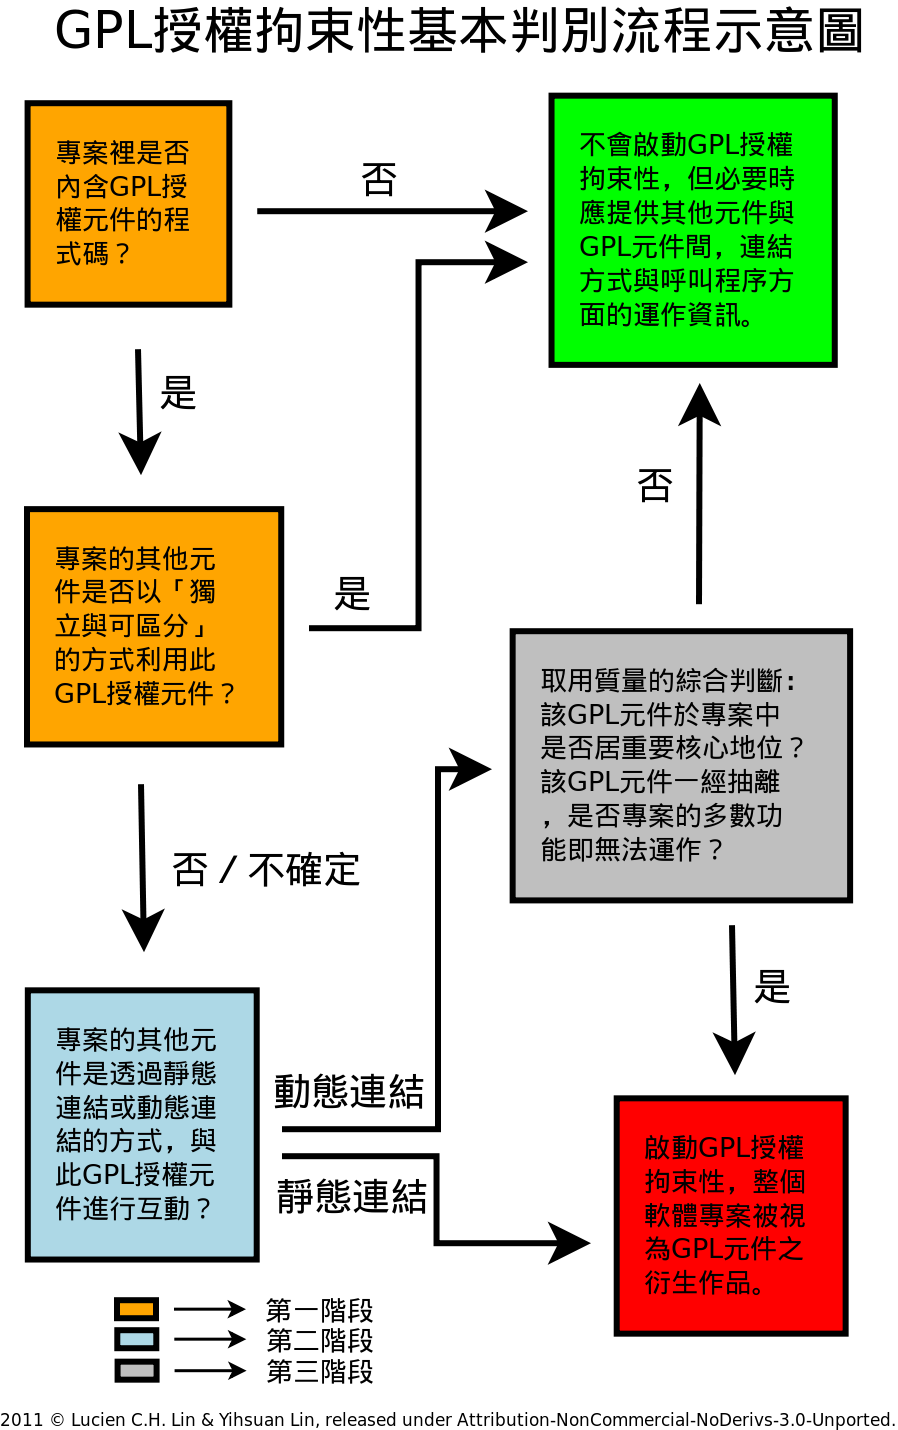 GPL授權拘束性基本判別流程示意圖
專案裡是否
內含GPL授
權元件的程
式碼？
否
不會啟動GPL授權
拘束性，但必要時
應提供其他元件與
GPL元件間，連結
方式與呼叫程序方
面的運作資訊。
是
否
專案的其他元
件是否以「獨
立與可區分」
的方式利用此
GPL授權元件？
是
取用質量的綜合判斷：
該GPL元件於專案中
是否居重要核心地位？
該GPL元件一經抽離
，是否專案的多數功
能即無法運作？
否 / 不確定
是
專案的其他元
件是透過靜態
連結或動態連
結的方式，與
此GPL授權元
件進行互動？
動態連結
靜態連結
啟動GPL授權
拘束性，整個
軟體專案被視
為GPL元件之
衍生作品。
第一階段
第二階段
第三階段
2011 © Lucien C.H. Lin & Yihsuan Lin, released under Attribution-NonCommercial-NoDerivs-3.0-Unported.